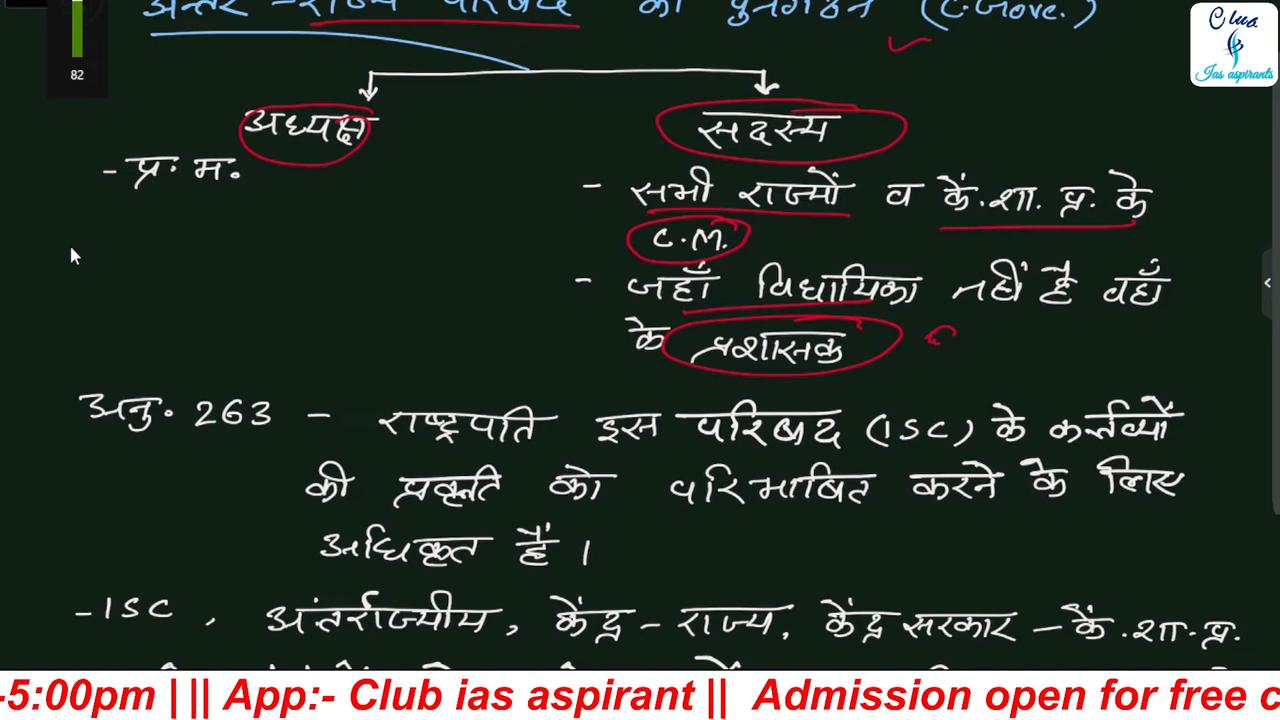 अन्तर - राज्य परिषद का पुनर्गठन (C. Gove.)
Club
Ias aspirants
82
अध्यक्ष
सदस्य
- प्र. म.
- सभी राज्यों व कें.शा. प्र. के
C.M.
- जहाँ विधायिका नहीं है वहाँ
के प्रशासक
अनु. 263 - राष्ट्रपति इस परिषद (ISC) के कर्त्तव्यों
की प्रकृति को परिभाषित करने के लिए
अधिकृत हैं।
- ISC, अंतर्राज्यीय, केंद्र - राज्य, केंद्र सरकार - कें.शा.प्र.
-5:00pm | || App:- Club ias aspirant || Admission open for free c